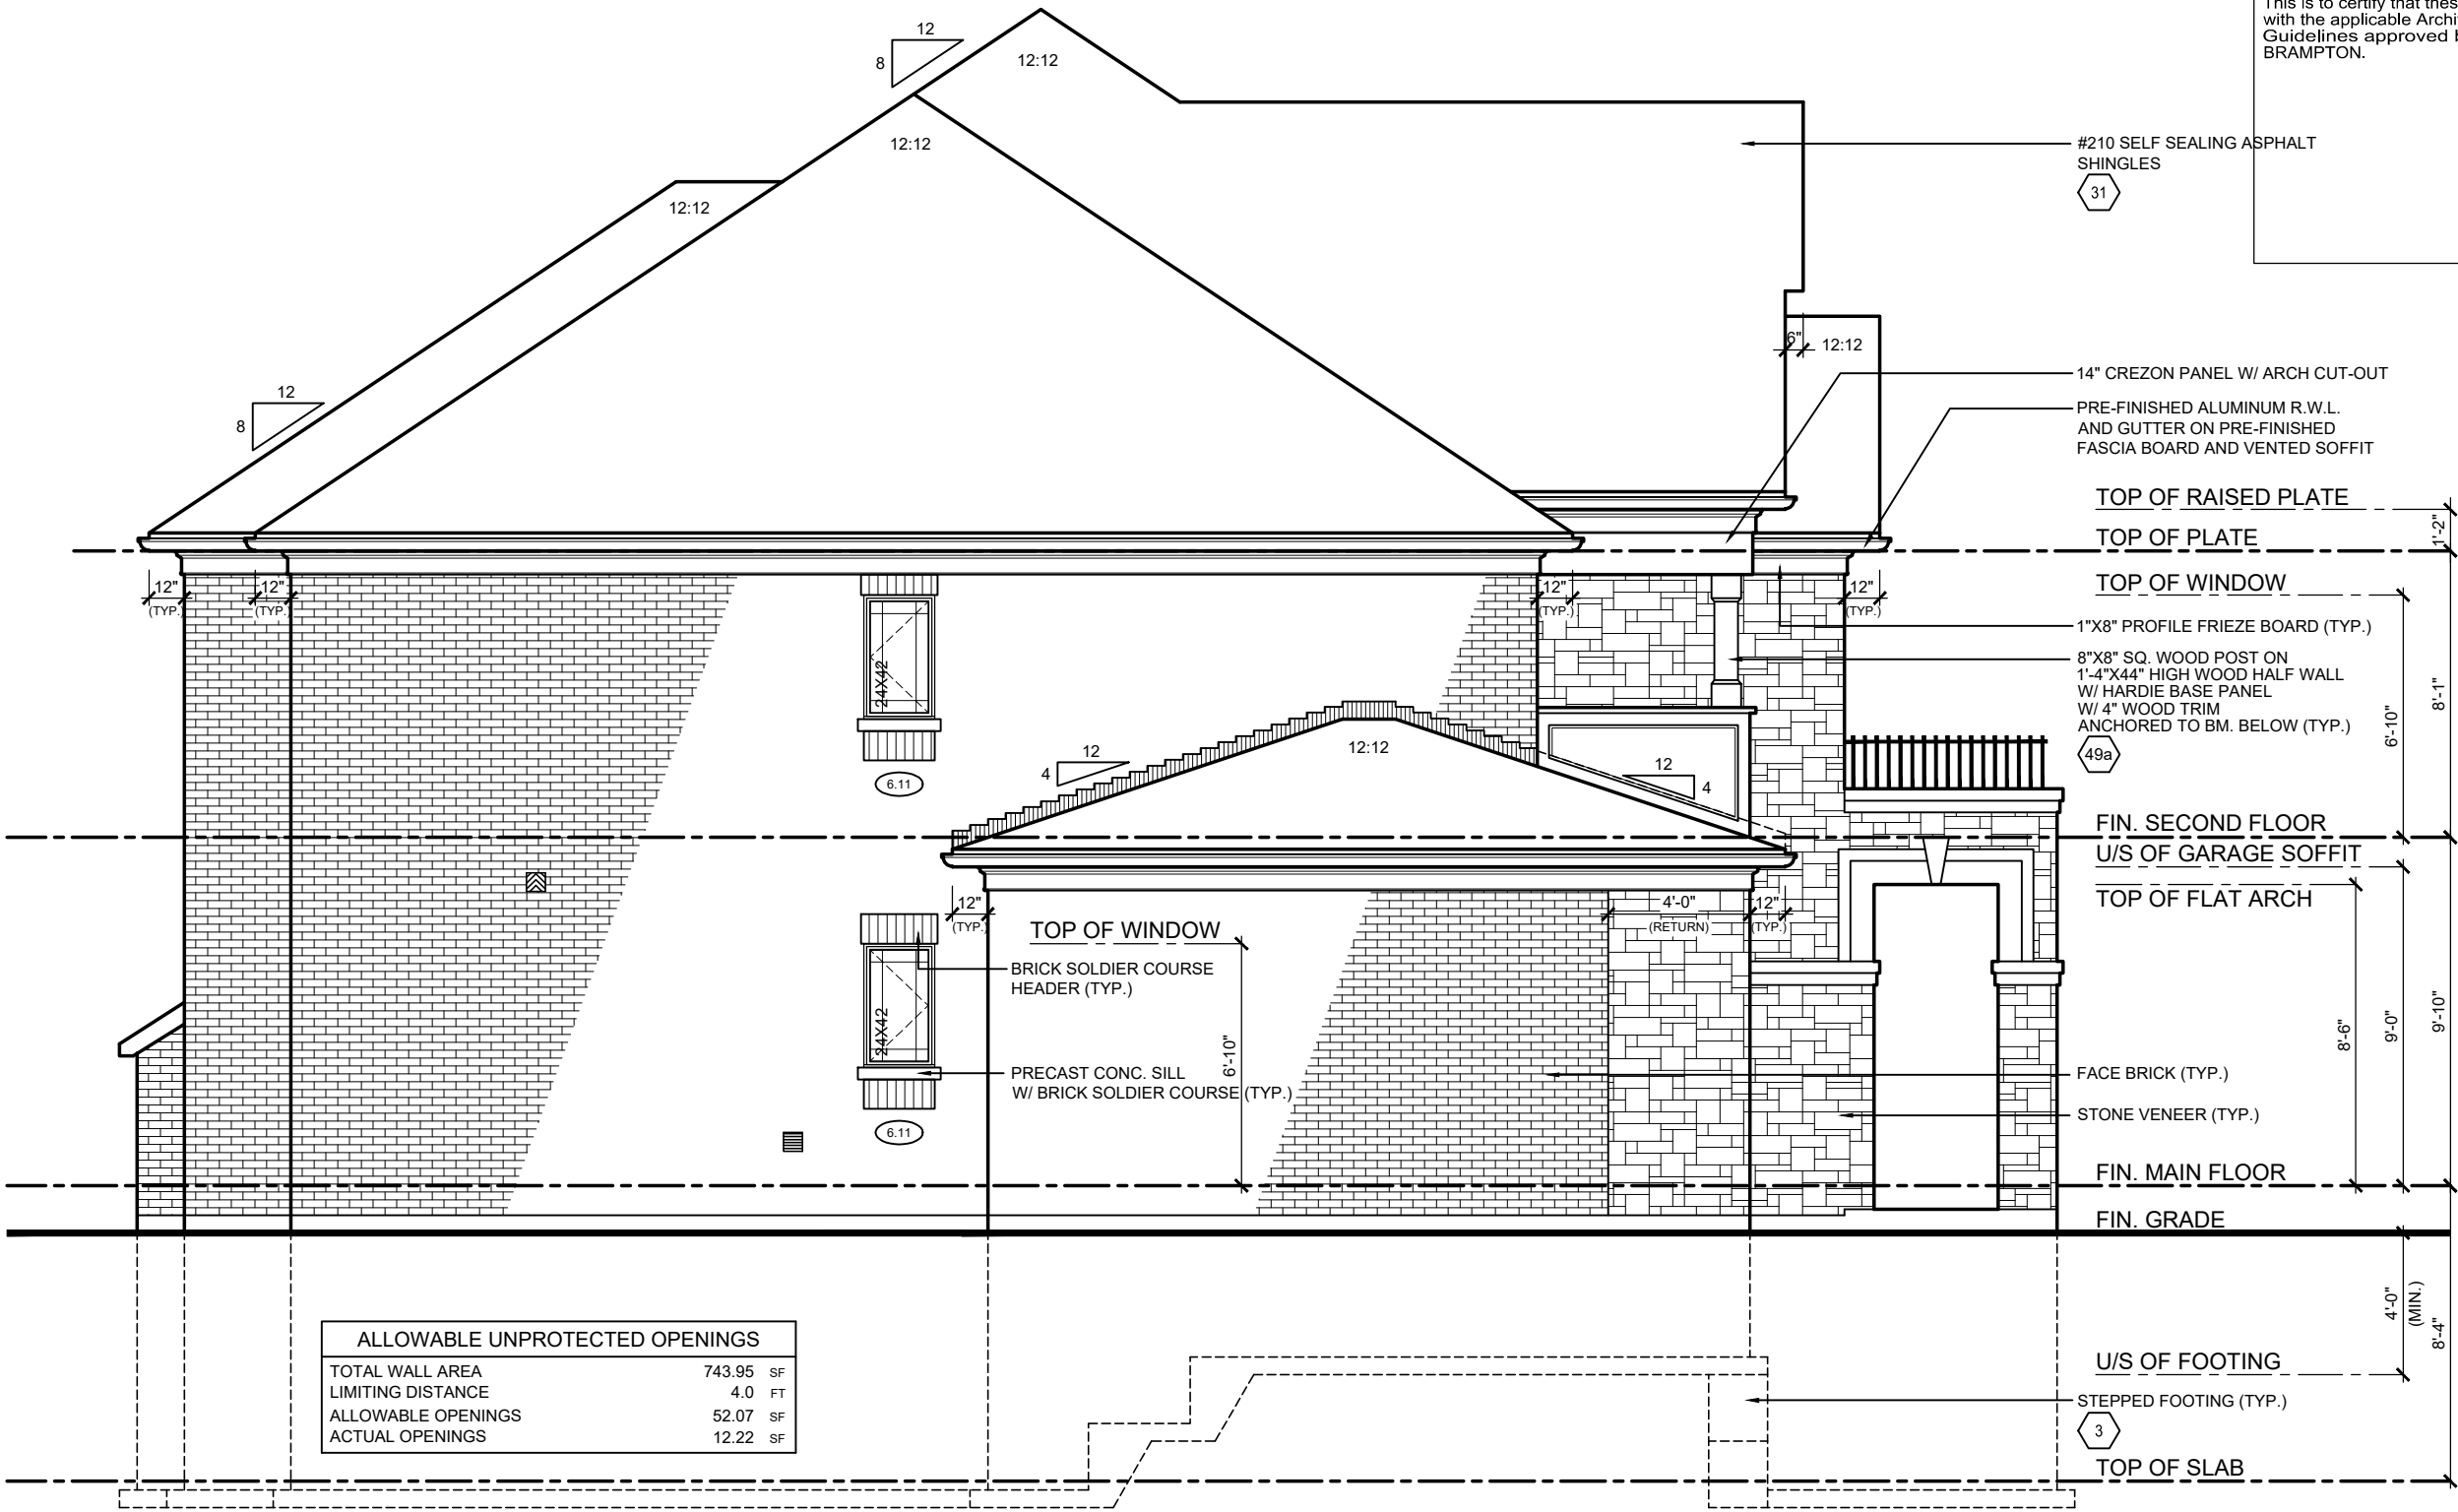 This is to certify that thes
with the applicable Archi
Guidelines approved b
BRAMPTON.
12
8
12:12
12:12
12:12
#210 SELF SEALING ASPHALT
SHINGLES
31
12
8
6"
12:12
14" CREZON PANEL W/ ARCH CUT-OUT
PRE-FINISHED ALUMINUM R.W.L.
AND GUTTER ON PRE-FINISHED
FASCIA BOARD AND VENTED SOFFIT
TOP OF RAISED PLATE
1'-2"
TOP OF PLATE
TOP OF WINDOW
12"
(TYP.)
12"
(TYP.)
12"
(TYP.)
12"
(TYP.)
1"X8" PROFILE FRIEZE BOARD (TYP.)
8"X8" SQ. WOOD POST ON
1'-4"X44" HIGH WOOD HALF WALL
W/ HARDIE BASE PANEL
W/ 4" WOOD TRIM
ANCHORED TO BM. BELOW (TYP.)
49a
6'-10"
8'-1"
24X42
6.11
12
4
12:12
12
4
FIN. SECOND FLOOR
U/S OF GARAGE SOFFIT
TOP OF FLAT ARCH
12"
(TYP.)
4'-0"
(RETURN)
12"
(TYP.)
TOP OF WINDOW
BRICK SOLDIER COURSE
HEADER (TYP.)
24X42
PRECAST CONC. SILL
W/ BRICK SOLDIER COURSE (TYP.)
6'-10"
6.11
8'-6"
9'-0"
9'-10"
FACE BRICK (TYP.)
STONE VENEER (TYP.)
FIN. MAIN FLOOR
FIN. GRADE
4'-0"
(MIN.)
8'-4"
ALLOWABLE UNPROTECTED OPENINGS
TOTAL WALL AREA 743.95 SF
LIMITING DISTANCE 4.0 FT
ALLOWABLE OPENINGS 52.07 SF
ACTUAL OPENINGS 12.22 SF
U/S OF FOOTING
STEPPED FOOTING (TYP.)
3
TOP OF SLAB